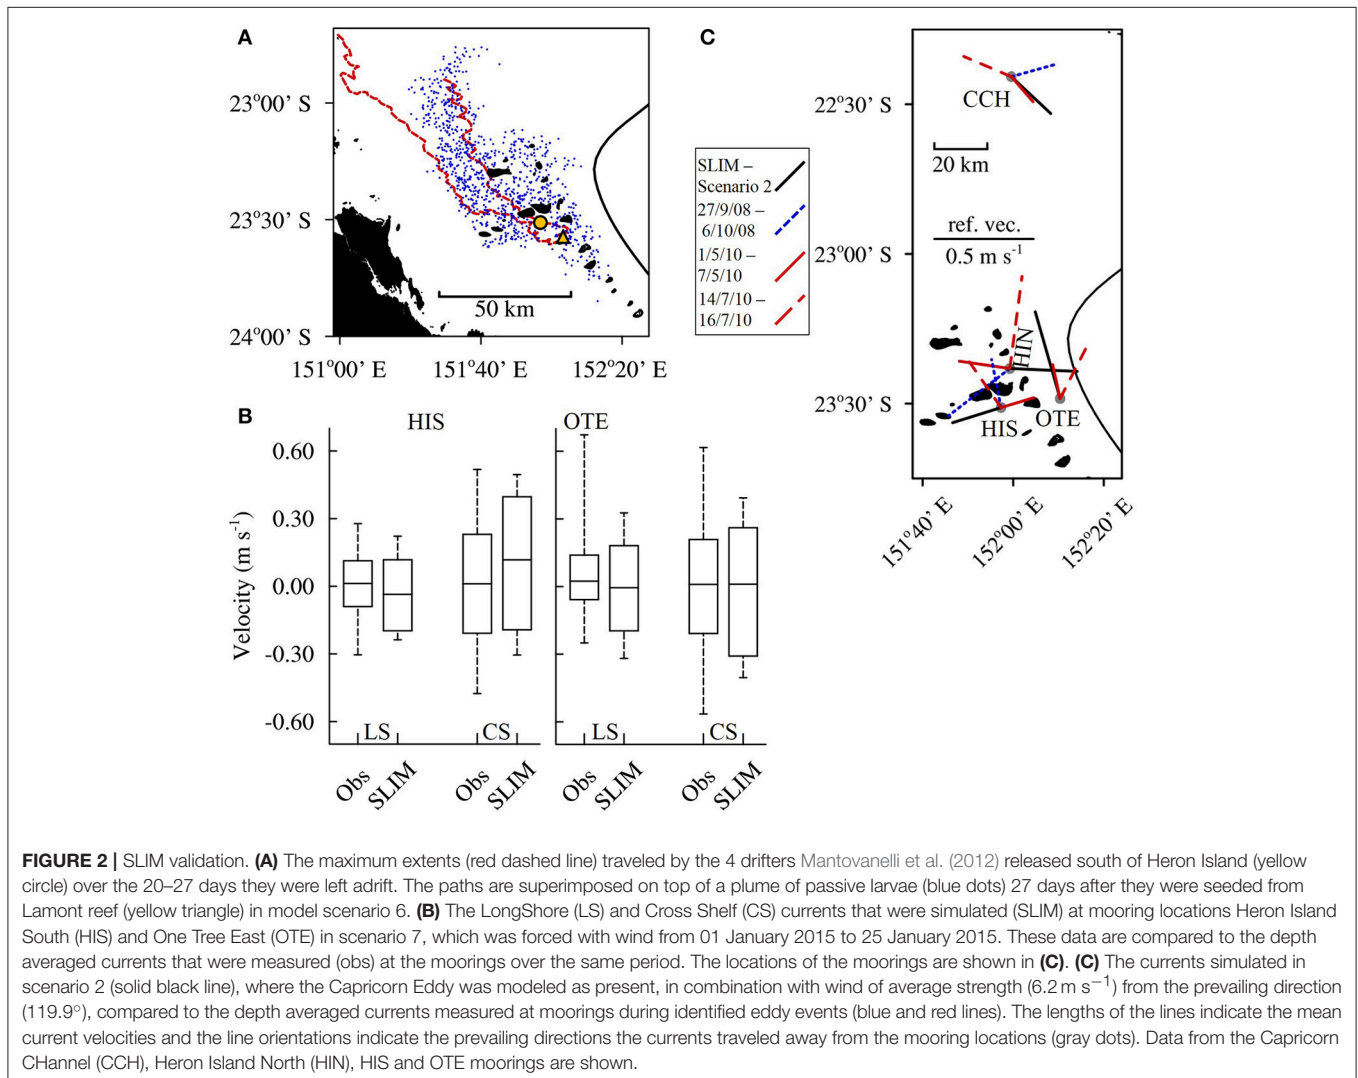 A
23°00' S
23°30' S
24°00' S
50 km
151°00' E
151°40' E
152°20' E
C
SLIM –
Scenario 2
27/9/08 –
6/10/08
1/5/10 –
7/5/10
14/7/10 –
16/7/10
CCH
22°30' S
20 km
ref. vec.
0.5 m s-1
23°00' S
HIN
23°30' S
HIS
OTE
151°40' E
152°00' E
152°20' E
B
HIS
OTE
Velocity (m s-1)
0.60
0.30
0.00
-0.30
-0.60
LS
CS
LS
CS
Obs
SLIM
Obs
SLIM
Obs
SLIM
Obs
SLIM
FIGURE 2 | SLIM validation. (A) The maximum extents (red dashed line) traveled by the 4 drifters Mantovanelli et al. (2012) released south of Heron Island (yellow
circle) over the 20–27 days they were left adrift. The paths are superimposed on top of a plume of passive larvae (blue dots) 27 days after they were seeded from
Lamont reef (yellow triangle) in model scenario 6. (B) The LongShore (LS) and Cross Shelf (CS) currents that were simulated (SLIM) at mooring locations Heron Island
South (HIS) and One Tree East (OTE) in scenario 7, which was forced with wind from 01 January 2015 to 25 January 2015. These data are compared to the depth
averaged currents that were measured (obs) at the moorings over the same period. The locations of the moorings are shown in (C). (C) The currents simulated in
scenario 2 (solid black line), where the Capricorn Eddy was modeled as present, in combination with wind of average strength (6.2 m s−1) from the prevailing direction
(119.9°), compared to the depth averaged currents measured at moorings during identified eddy events (blue and red lines). The lengths of the lines indicate the mean
current velocities and the line orientations indicate the prevailing directions the currents traveled away from the mooring locations (gray dots). Data from the Capricorn
CHannel (CCH), Heron Island North (HIN), HIS and OTE moorings are shown.